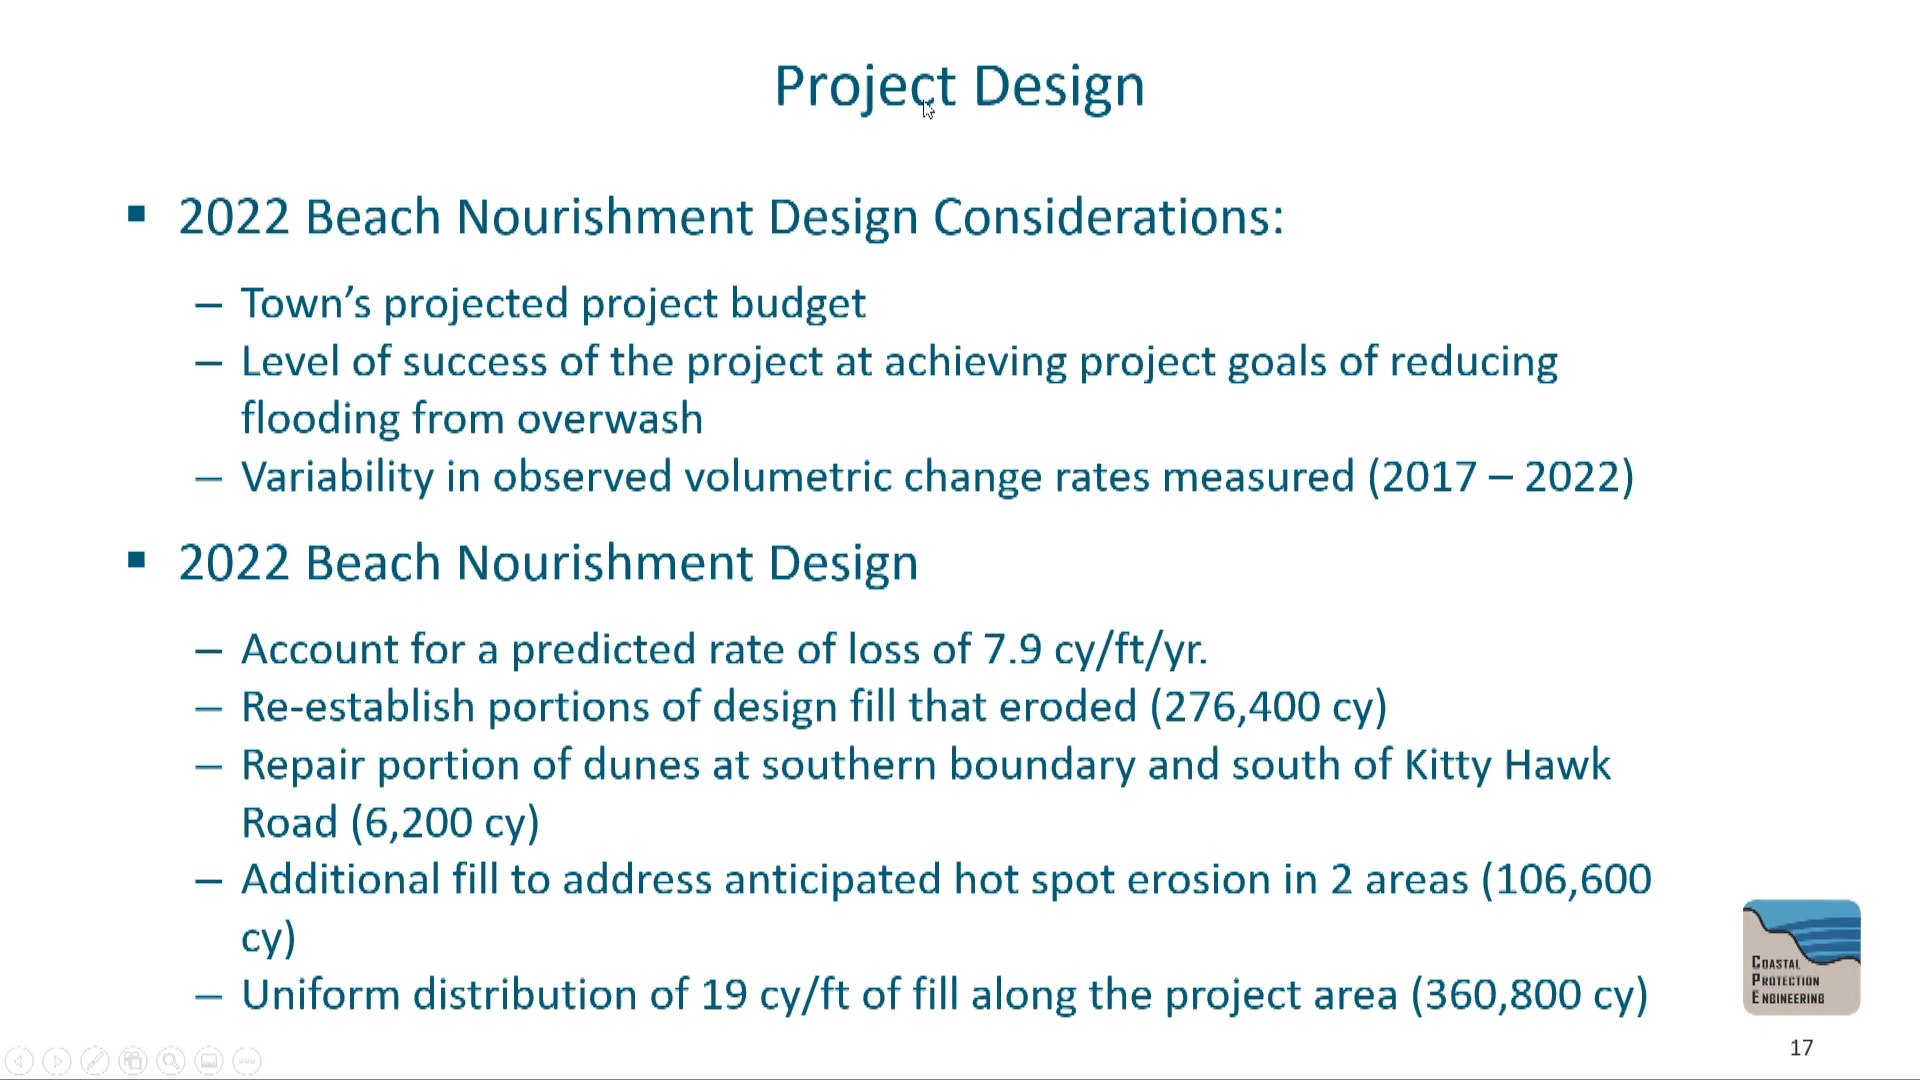 Project Design
▪ 2022 Beach Nourishment Design Considerations:
– Town’s projected project budget
– Level of success of the project at achieving project goals of reducing
flooding from overwash
– Variability in observed volumetric change rates measured (2017 – 2022)
▪ 2022 Beach Nourishment Design
– Account for a predicted rate of loss of 7.9 cy/ft/yr.
– Re-establish portions of design fill that eroded (276,400 cy)
– Repair portion of dunes at southern boundary and south of Kitty Hawk
Road (6,200 cy)
– Additional fill to address anticipated hot spot erosion in 2 areas (106,600
cy)
– Uniform distribution of 19 cy/ft of fill along the project area (360,800 cy)
COASTAL
PROTECTION
ENGINEERING
17